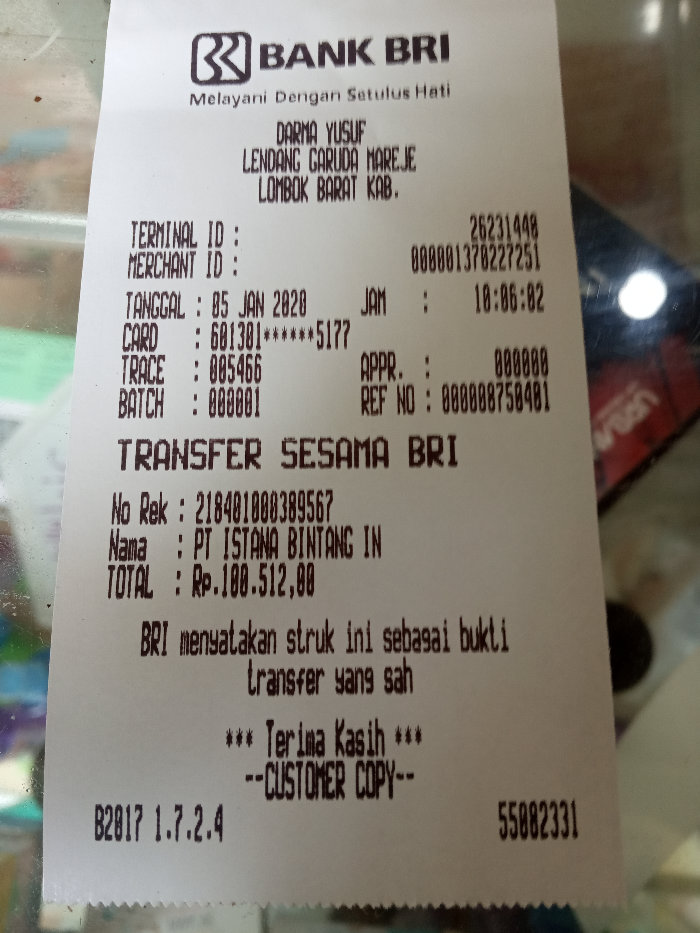 BANK BRI
Melayani Dengan Setulus Hati
DARMA YUSUF
LENDANG GARUDA MAREJE
LOMBOK BARAT KAB.
TERMINAL ID : 26231440
MERCHANT ID : 000001370227251
TANGGAL : 05 JAN 2020 JAM : 10:06:02
CARD : 601301******5177
TRACE : 005466 APPR. : 000000
BATCH : 000001 REF NO : 000000750401
TRANSFER SESAMA BRI
No Rek : 218401000389567
Nama : PT ISTANA BINTANG IN
TOTAL : Rp.100.512,00
BRI menyatakan struk ini sebagai bukti
transfer yang sah
*** Terima Kasih ***
--CUSTOMER COPY--
B2017 1.7.2.4 55002331